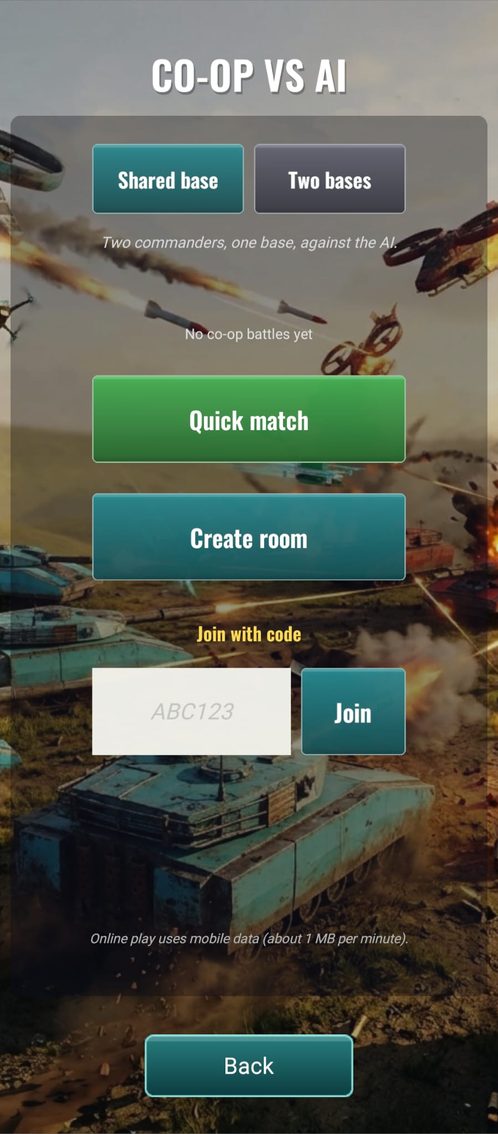 CO-OP VS AI
Shared base
Two bases
Two commanders, one base, against the AI.
No co-op battles yet
Quick match
Create room
Join with code
ABC123
Join
Online play uses mobile data (about 1 MB per minute).
Back